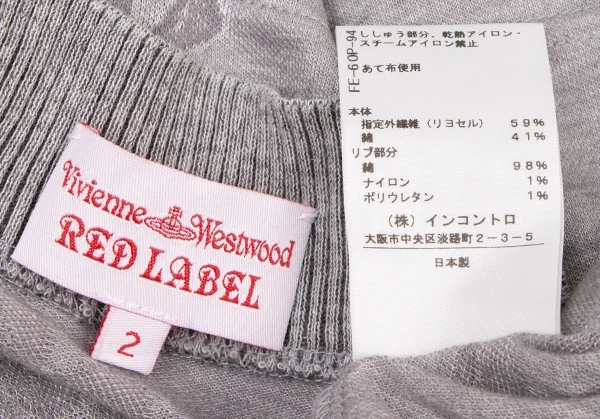 Vivienne Westwood
RED LABEL
2
FE-60P-94
ししゅう部分、乾熱アイロン・
スチームアイロン禁止
あて布使用
本体
指定外繊維（リヨセル） 59%
綿 41%
リブ部分
綿 98%
ナイロン 1%
ポリウレタン 1%
（株）インコントロ
大阪市中央区淡路町2-3-5
日本製